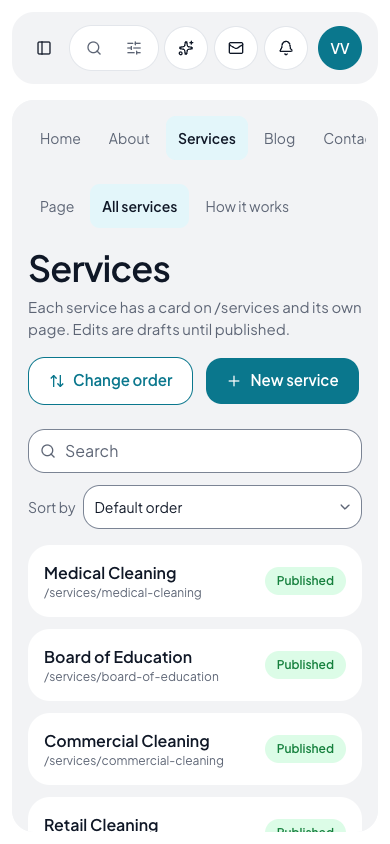 VV
Home About Services Blog Contac
Page All services How it works
Services
Each service has a card on /services and its own
page. Edits are drafts until published.
Change order New service
Search
Sort by Default order
Medical Cleaning
/services/medical-cleaning
Published
Board of Education
/services/board-of-education
Published
Commercial Cleaning
/services/commercial-cleaning
Published
Retail Cleaning
Published